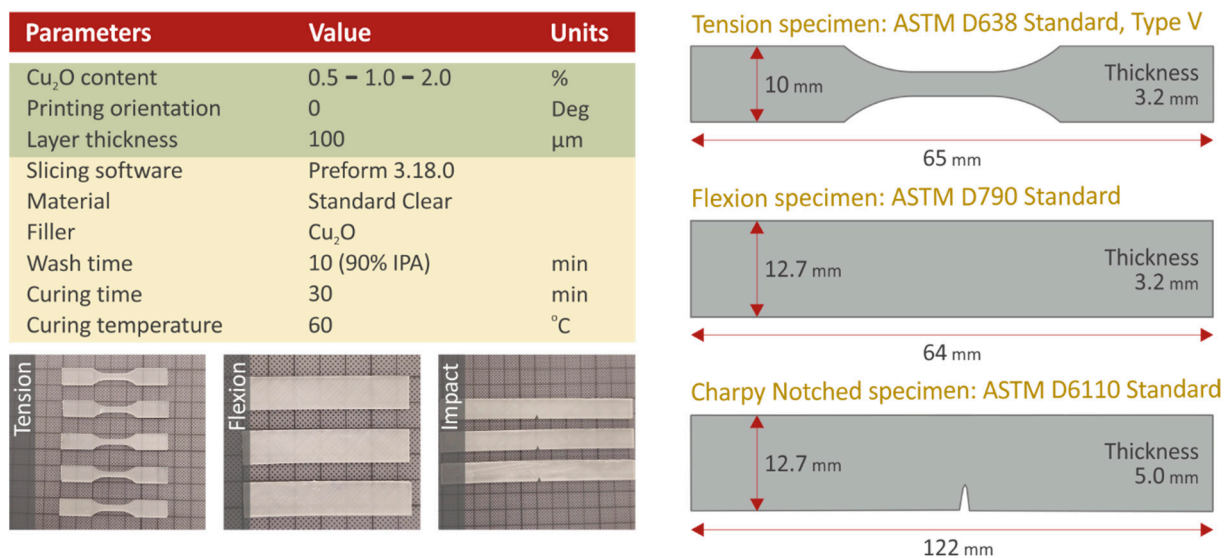 Parameters Value Units
Cu₂O content 0.5 – 1.0 – 2.0 %
Printing orientation 0 Deg
Layer thickness 100 µm
Slicing software Preform 3.18.0
Material Standard Clear
Filler Cu₂O
Wash time 10 (90% IPA) min
Curing time 30 min
Curing temperature 60 °C
Tension
Flexion
Impact
Tension specimen: ASTM D638 Standard, Type V
10 mm
Thickness
3.2 mm
65 mm
Flexion specimen: ASTM D790 Standard
12.7 mm
Thickness
3.2 mm
64 mm
Charpy Notched specimen: ASTM D6110 Standard
12.7 mm
Thickness
5.0 mm
122 mm